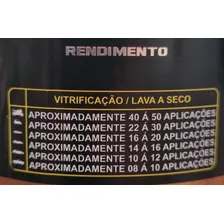 RENDIMENTO
VITRIFICAÇÃO / LAVA A SECO
APROXIMADAMENTE 40 Á 50 APLICAÇÕES
APROXIMADAMENTE 22 Á 30 APLICAÇÕES
APROXIMADAMENTE 16 Á 20 APLICAÇÕES
APROXIMADAMENTE 14 Á 16 APLICAÇÕES
APROXIMADAMENTE 10 Á 12 APLICAÇÕES
APROXIMADAMENTE 08 Á 10 APLICAÇÕES